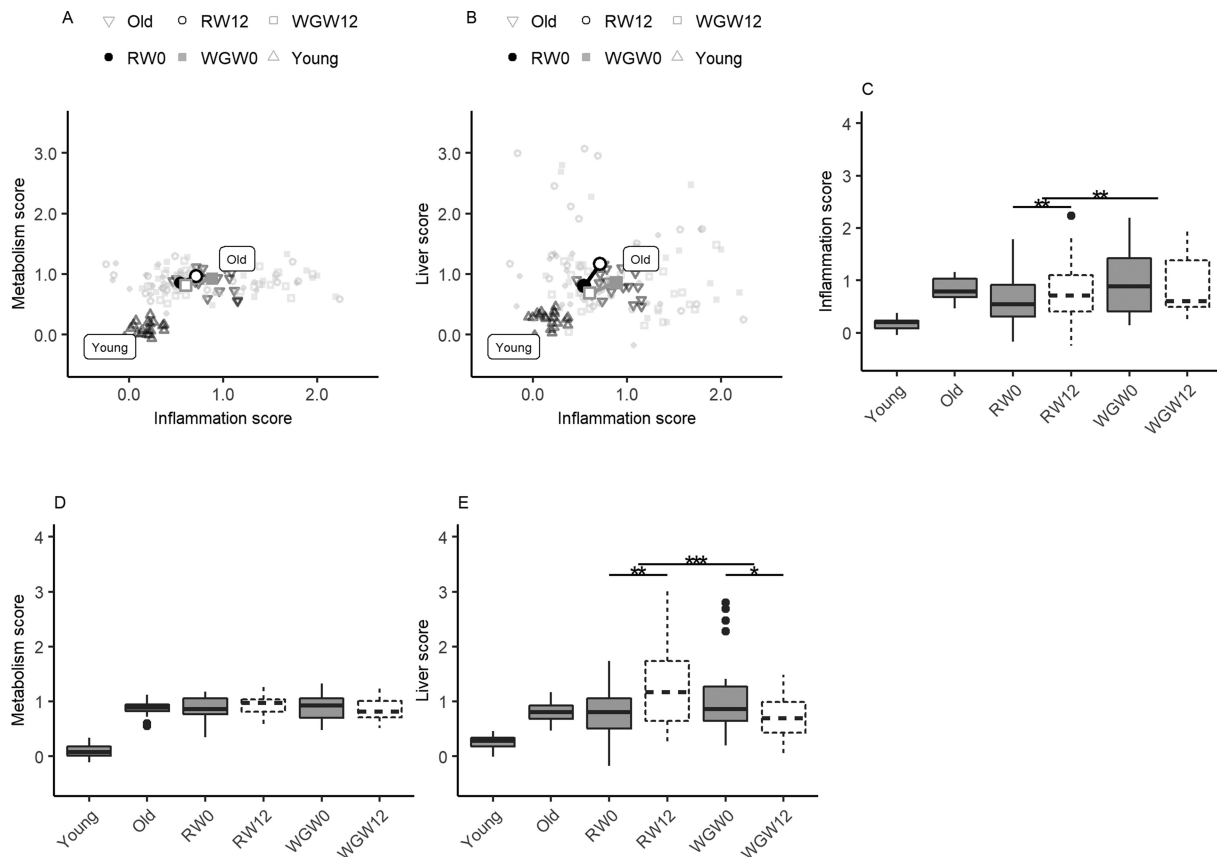 A
Old RW12 WGW12
RW0 WGW0 Young
Metabolism score
3.0
2.0
1.0
0.0
Old
Young
0.0 1.0 2.0
Inflammation score
B
Old RW12 WGW12
RW0 WGW0 Young
Liver score
3.0
2.0
1.0
0.0
Old
Young
0.0 1.0 2.0
Inflammation score
C
Inflammation score
4
3
2
1
0
** **
Young Old RW0 RW12 WGW0 WGW12
D
Metabolism score
4
3
2
1
0
Young Old RW0 RW12 WGW0 WGW12
E
Liver score
4
3
2
1
0
***
** *
Young Old RW0 RW12 WGW0 WGW12